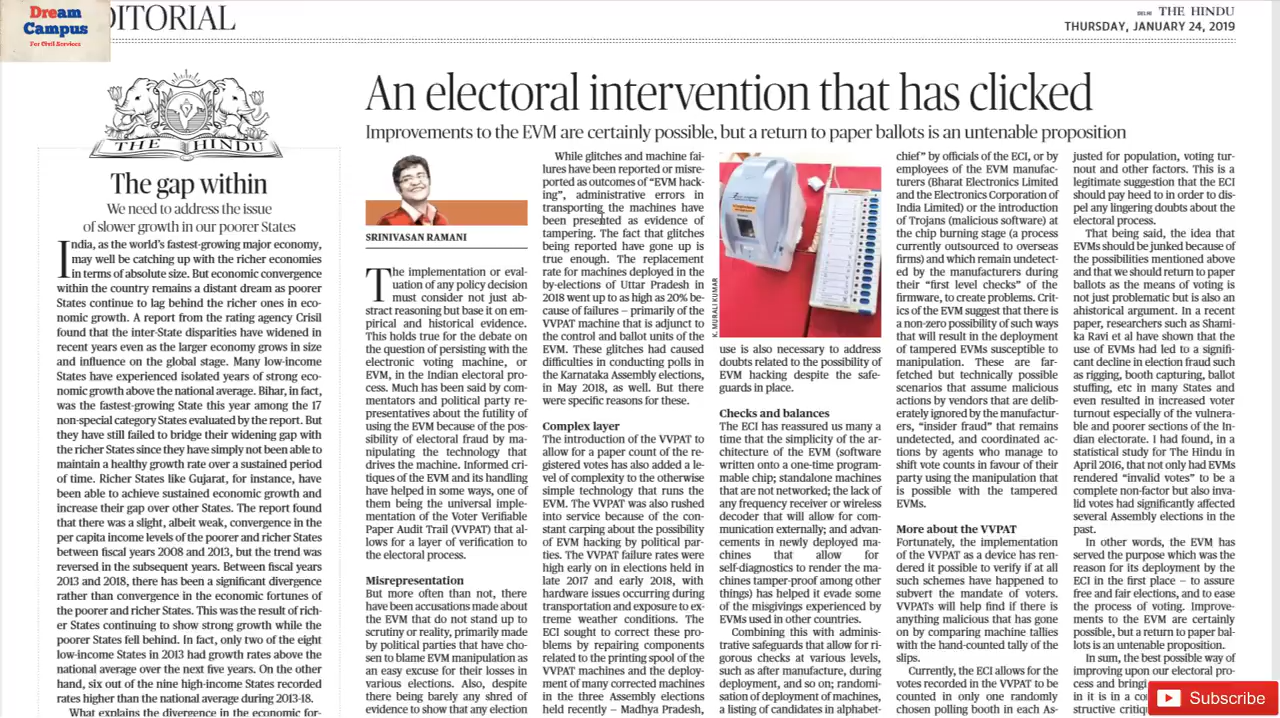 Dream
Campus
For Civil Services
DITORIAL
DELHI THE HINDU
THURSDAY, JANUARY 24, 2019
THE HINDU
The gap within
We need to address the issue
of slower growth in our poorer States
India, as the world's fastest-growing major economy,
may well be catching up with the richer economies
in terms of absolute size. But economic convergence
within the country remains a distant dream as poorer
States continue to lag behind the richer ones in eco-
nomic growth. A report from the rating agency Crisil
found that the inter-State disparities have widened in
recent years even as the larger economy grows in size
and influence on the global stage. Many low-income
States have experienced isolated years of strong eco-
nomic growth above the national average. Bihar, in fact,
was the fastest-growing State this year among the 17
non-special category States evaluated by the report. But
they have still failed to bridge their widening gap with
the richer States since they have simply not been able to
maintain a healthy growth rate over a sustained period
of time. Richer States like Gujarat, for instance, have
been able to achieve sustained economic growth and
increase their gap over other States. The report found
that there was a slight, albeit weak, convergence in the
per capita income levels of the poorer and richer States
between fiscal years 2008 and 2013, but the trend was
reversed in the subsequent years. Between fiscal years
2013 and 2018, there has been a significant divergence
rather than convergence in the economic fortunes of
the poorer and richer States. This was the result of rich-
er States continuing to show strong growth while the
poorer States fell behind. In fact, only two of the eight
low-income States in 2013 had growth rates above the
national average over the next five years. On the other
hand, six out of the nine high-income States recorded
rates higher than the national average during 2013-18.
What explains the divergence in the economic for-
An electoral intervention that has clicked
Improvements to the EVM are certainly possible, but a return to paper ballots is an untenable proposition
SRINIVASAN RAMANI
The implementation or eval-
uation of any policy decision
must consider not just ab-
stract reasoning but base it on em-
pirical and historical evidence.
This holds true for the debate on
the question of persisting with the
electronic voting machine, or
EVM, in the Indian electoral pro-
cess. Much has been said by com-
mentators and political party re-
presentatives about the futility of
using the EVM because of the pos-
sibility of electoral fraud by ma-
nipulating the technology that
drives the machine. Informed cri-
tiques of the EVM and its handling
have helped in some ways, one of
them being the universal imple-
mentation of the Voter Verifiable
Paper Audit Trail (VVPAT) that al-
lows for a layer of verification to
the electoral process.
Misrepresentation
But more often than not, there
have been accusations made about
the EVM that do not stand up to
scrutiny or reality, primarily made
by political parties that have cho-
sen to blame EVM manipulation as
an easy excuse for their losses in
various elections. Also, despite
there being barely any shred of
evidence to show that any election
While glitches and machine fai-
lures have been reported or misre-
ported as outcomes of "EVM hack-
ing", administrative errors in
transporting the machines have
been presented as evidence of
tampering. The fact that glitches
being reported have gone up is
true enough. The replacement
rate for machines deployed in the
by-elections of Uttar Pradesh in
2018 went up to as high as 20% be-
cause of failures – primarily of the
VVPAT machine that is adjunct to
the control and ballot units of the
EVM. These glitches had caused
difficulties in conducting polls in
the Karnataka Assembly elections,
in May 2018, as well. But there
were specific reasons for these.
Complex layer
The introduction of the VVPAT to
allow for a paper count of the re-
gistered votes has also added a le-
vel of complexity to the otherwise
simple technology that runs the
EVM. The VVPAT was also rushed
into service because of the con-
stant carping about the possibility
of EVM hacking by political par-
ties. The VVPAT failure rates were
high early on in elections held in
late 2017 and early 2018, with
hardware issues occurring during
transportation and exposure to ex-
treme weather conditions. The
ECI sought to correct these pro-
blems by repairing components
related to the printing spool of the
VVPAT machines and the deploy-
ment of many corrected machines
in the three Assembly elections
held recently – Madhya Pradesh,
K. MURALI KUMAR
use is also necessary to address
doubts related to the possibility of
EVM hacking despite the safe-
guards in place.
Checks and balances
The ECI has reassured us many a
time that the simplicity of the ar-
chitecture of the EVM (software
written onto a one-time program-
mable chip; standalone machines
that are not networked; the lack of
any frequency receiver or wireless
decoder that will allow for com-
munication externally; and advan-
cements in newly deployed ma-
chines that allow for
self-diagnostics to render the ma-
chines tamper-proof among other
things) has helped it evade some
of the misgivings experienced by
EVMs used in other countries.
Combining this with adminis-
trative safeguards that allow for ri-
gorous checks at various levels,
such as after manufacture, during
deployment, and so on; randomi-
sation of deployment of machines,
a listing of candidates in alphabet-
chief" by officials of the ECI, or by
employees of the EVM manufac-
turers (Bharat Electronics Limited
and the Electronics Corporation of
India Limited) or the introduction
of Trojans (malicious software) at
the chip burning stage (a process
currently outsourced to overseas
firms) and which remain undetect-
ed by the manufacturers during
their "first level checks" of the
firmware, to create problems. Crit-
ics of the EVM suggest that there is
a non-zero possibility of such ways
that will result in the deployment
of tampered EVMs susceptible to
manipulation. These are far-
fetched but technically possible
scenarios that assume malicious
actions by vendors that are delib-
erately ignored by the manufactur-
ers, "insider fraud" that remains
undetected, and coordinated ac-
tions by agents who manage to
shift vote counts in favour of their
party using the manipulation that
is possible with the tampered
EVMs.
More about the VVPAT
Fortunately, the implementation
of the VVPAT as a device has ren-
dered it possible to verify if at all
such schemes have happened to
subvert the mandate of voters.
VVPATs will help find if there is
anything malicious that has gone
on by comparing machine tallies
with the hand-counted tally of the
slips.
Currently, the ECI allows for the
votes recorded in the VVPAT to be
counted in only one randomly
chosen polling booth in each As-
justed for population, voting tur-
nout and other factors. This is a
legitimate suggestion that the ECI
should pay heed to in order to dis-
pel any lingering doubts about the
electoral process.
That being said, the idea that
EVMs should be junked because of
the possibilities mentioned above
and that we should return to paper
ballots as the means of voting is
not just problematic but is also an
ahistorical argument. In a recent
paper, researchers such as Shami-
ka Ravi et al have shown that the
use of EVMs had led to a signifi-
cant decline in election fraud such
as rigging, booth capturing, ballot
stuffing, etc in many States and
even resulted in increased voter
turnout especially of the vulnera-
ble and poorer sections of the In-
dian electorate. I had found, in a
statistical study for The Hindu in
April 2016, that not only had EVMs
rendered "invalid votes" to be a
complete non-factor but also inva-
lid votes had significantly affected
several Assembly elections in the
past.
In other words, the EVM has
served the purpose which was the
reason for its deployment by the
ECI in the first place – to assure
free and fair elections, and to ease
the process of voting. Improve-
ments to the EVM are certainly
possible, but a return to paper bal-
lots is an untenable proposition.
In sum, the best possible way of
improving upon our electoral pro-
cess and bringi
in it is in a co
structive critiq
Subscribe